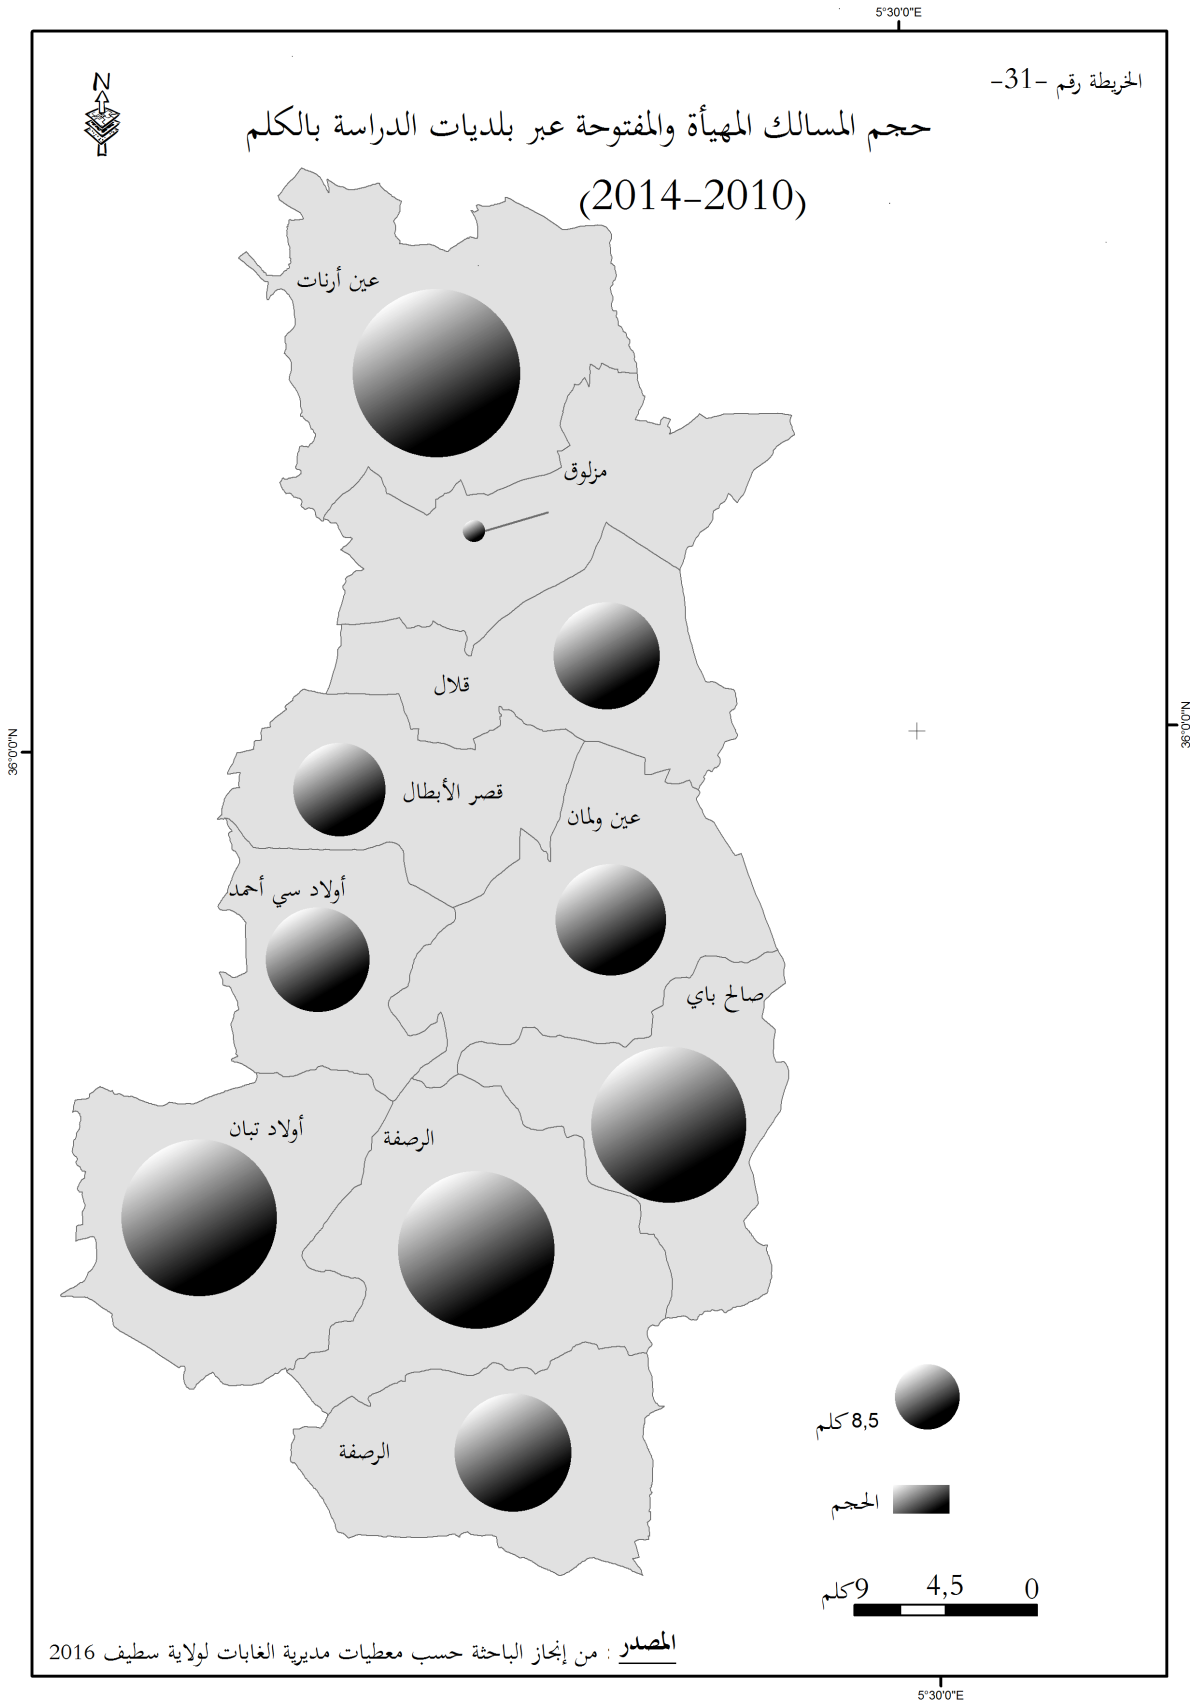 5°30'0"E
الخريطة رقم -31-
N
حجم المسالك المهيأة والمفتوحة عبر بلديات الدراسة بالكلم
(2014-2010)
عين أرنات
مزلوق
قلال
36°0'0"N
36°0'0"N
قصر الأبطال
عين ولمان
أولاد سي أحمد
صالح باي
أولاد تبان
الرصفة
الرصفة
8,5 كلم
الحجم
9 كلم 4,5 0
المصدر : من إنجاز الباحثة حسب معطيات مديرية الغابات لولاية سطيف 2016
5°30'0"E